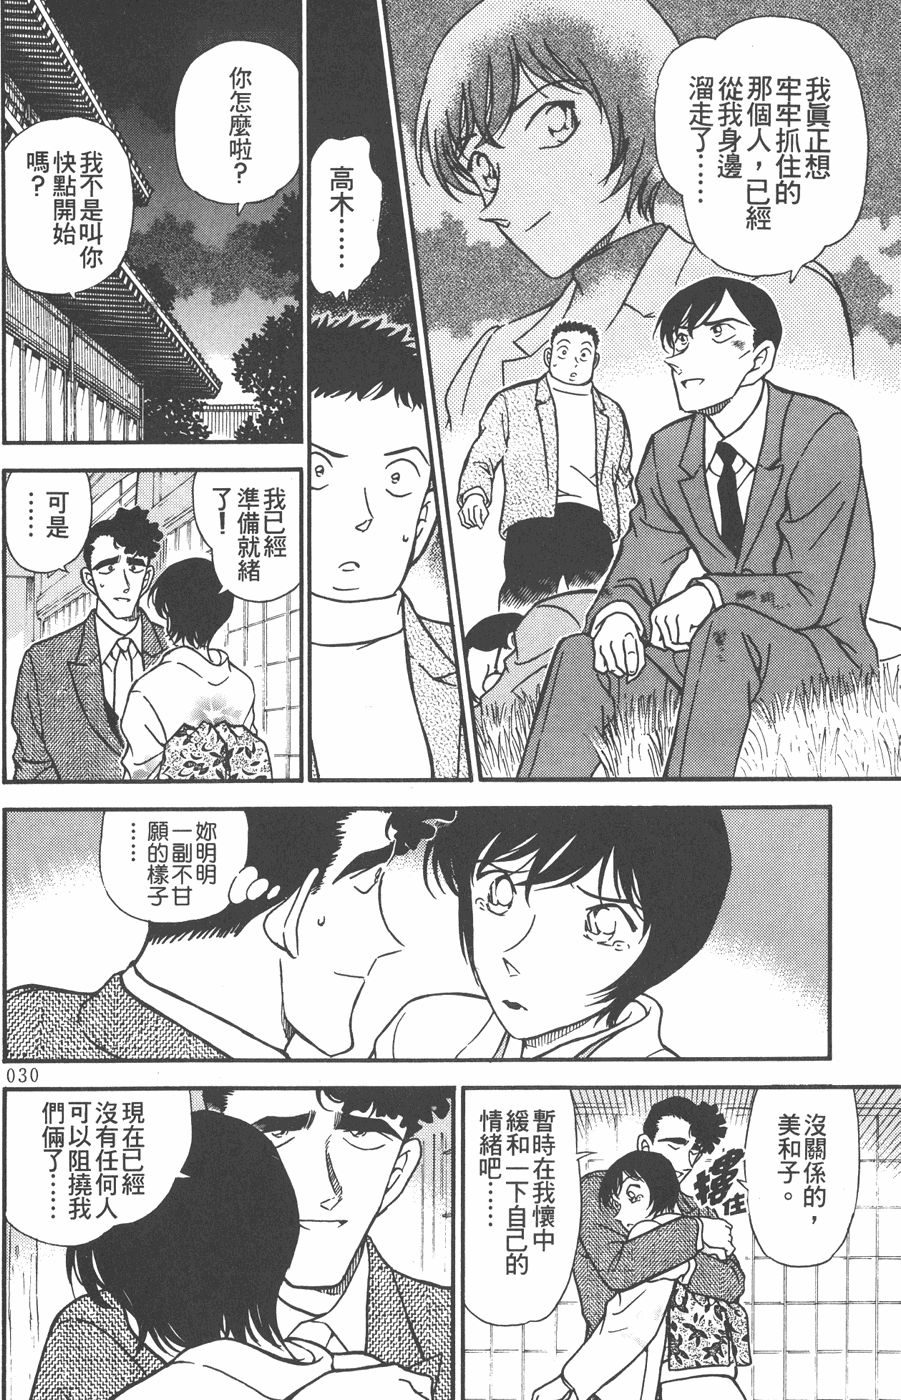 我真正想
牢牢抓住的
那個人，已經
從我身邊
溜走了……
高木……
你怎麼啦？
我不是叫你
快點開始
嗎？
我已經
準備就緒
了！
可是
……
妳明明
一副不甘
願的樣子
……
沒關係的，
美和子。
摟住
暫時在我懷中
緩和一下自己的
情緒吧……
現在已經
沒有任何人
可以阻撓我
們倆了……
030